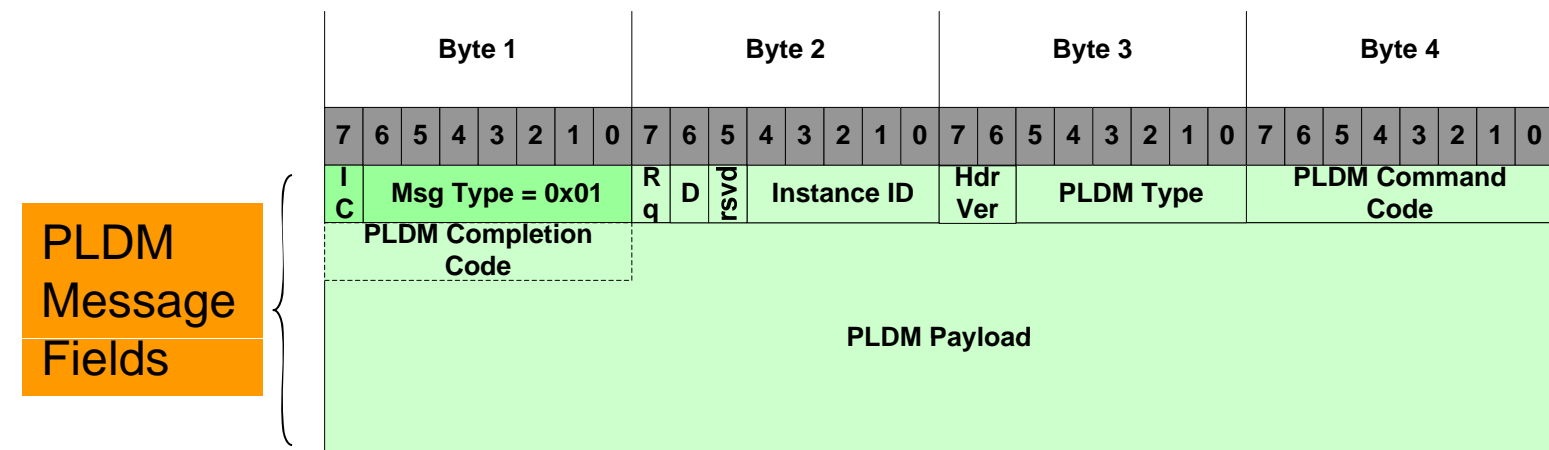 Byte 1 Byte 2 Byte 3 Byte 4
7 6 5 4 3 2 1 0 7 6 5 4 3 2 1 0 7 6 5 4 3 2 1 0 7 6 5 4 3 2 1 0
IC Msg Type = 0x01 Rq D rsvd Instance ID Hdr Ver PLDM Type PLDM Command Code
PLDM Completion
Code
PLDM Payload
PLDM
Message
Fields